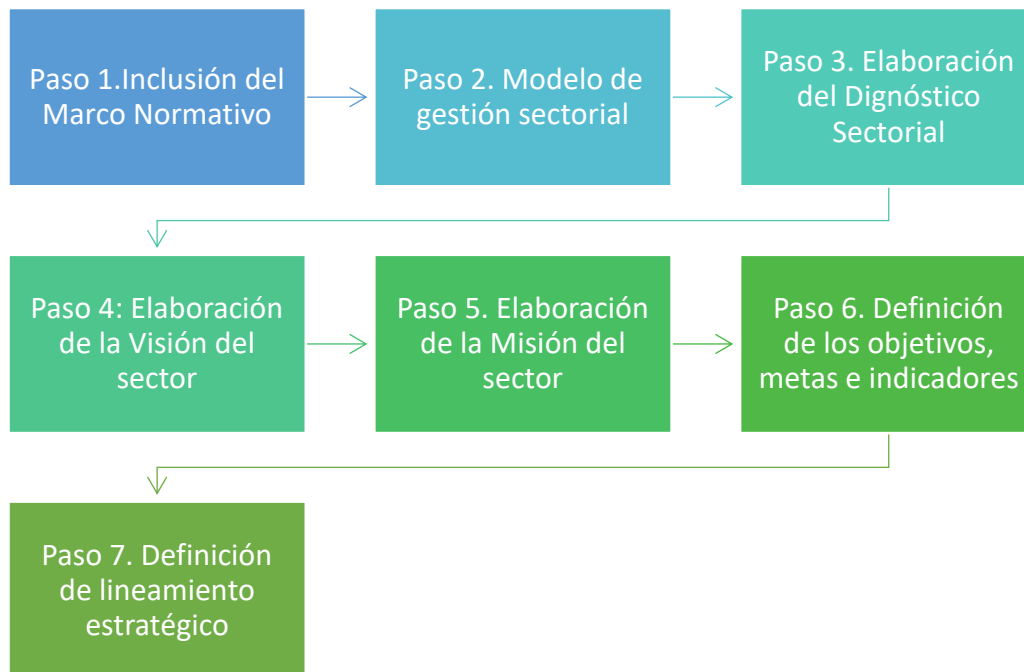 Paso 1.Inclusión del
Marco Normativo
Paso 2. Modelo de
gestión sectorial
Paso 3. Elaboración
del Dignóstico
Sectorial
Paso 4: Elaboración
de la Visión del
sector
Paso 5. Elaboración
de la Misión del
sector
Paso 6. Definición
de los objetivos,
metas e indicadores
Paso 7. Definición
de lineamiento
estratégico